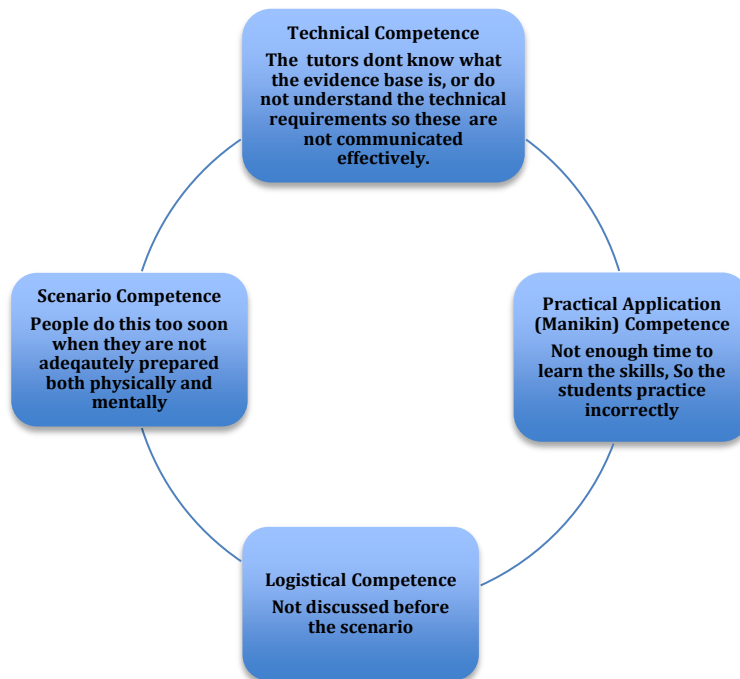 Technical Competence
The tutors dont know what
the evidence base is, or do
not understand the technical
requirements so these are
not communicated
effectively.
Scenario Competence
People do this too soon
when they are not
adeqautely prepared
both physically and
mentally
Practical Application
(Manikin) Competence
Not enough time to
learn the skills, So the
students practice
incorrectly
Logistical Competence
Not discussed before
the scenario